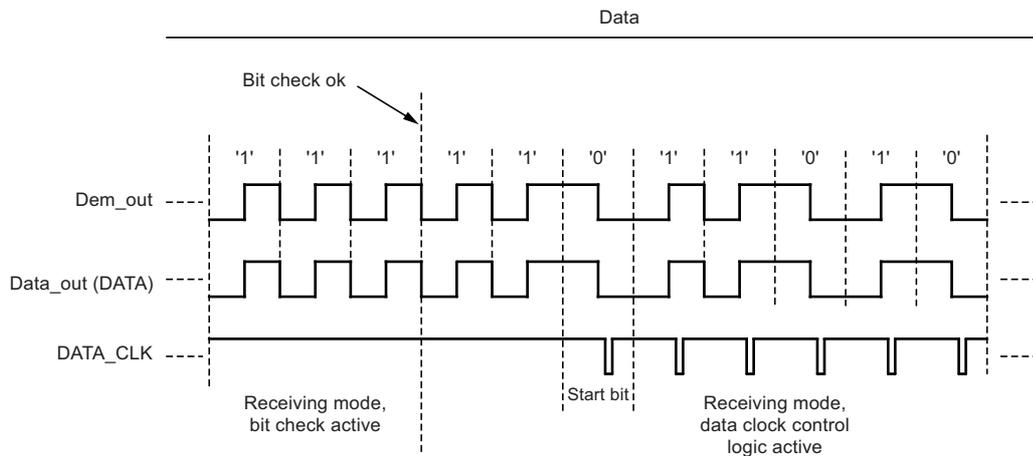 Data
Bit check ok
'1' '1' '1' '1' '1' '0' '1' '1' '0' '1' '0'
Dem_out
Data_out (DATA)
DATA_CLK
Start bit
Receiving mode,
bit check active
Receiving mode,
data clock control
logic active